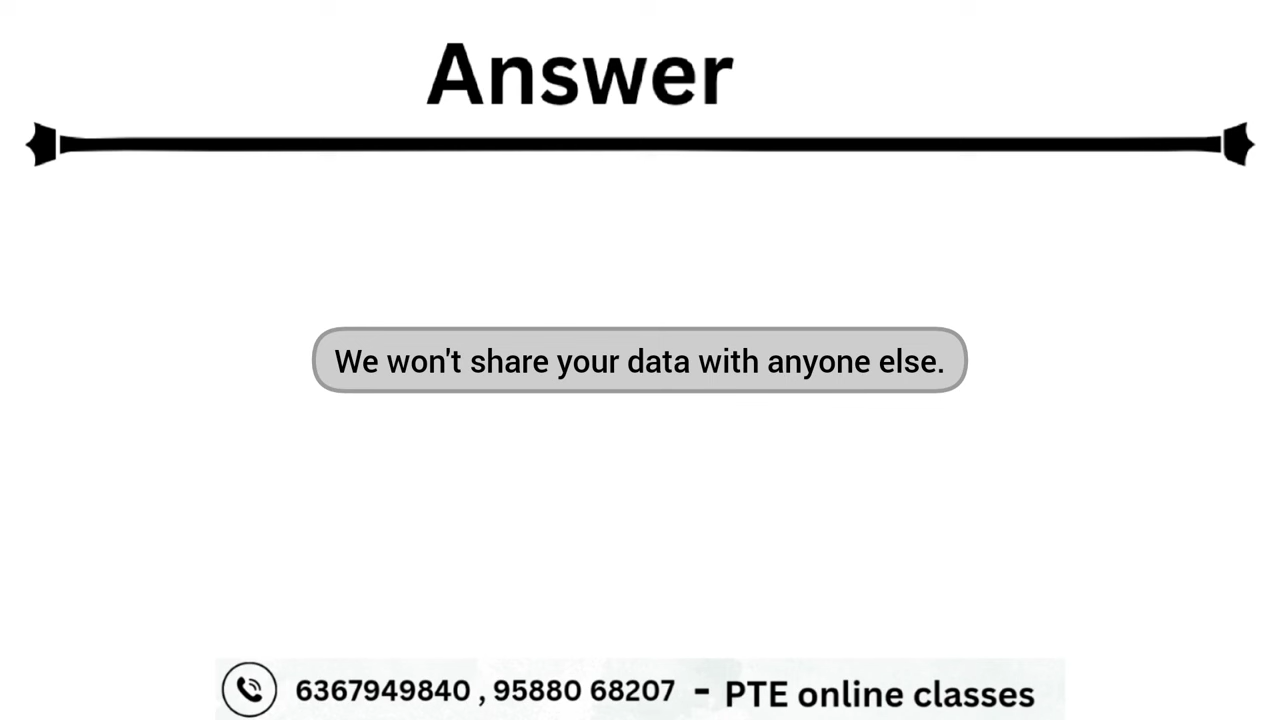 Answer
We won't share your data with anyone else.
6367949840 , 95880 68207 - PTE online classes